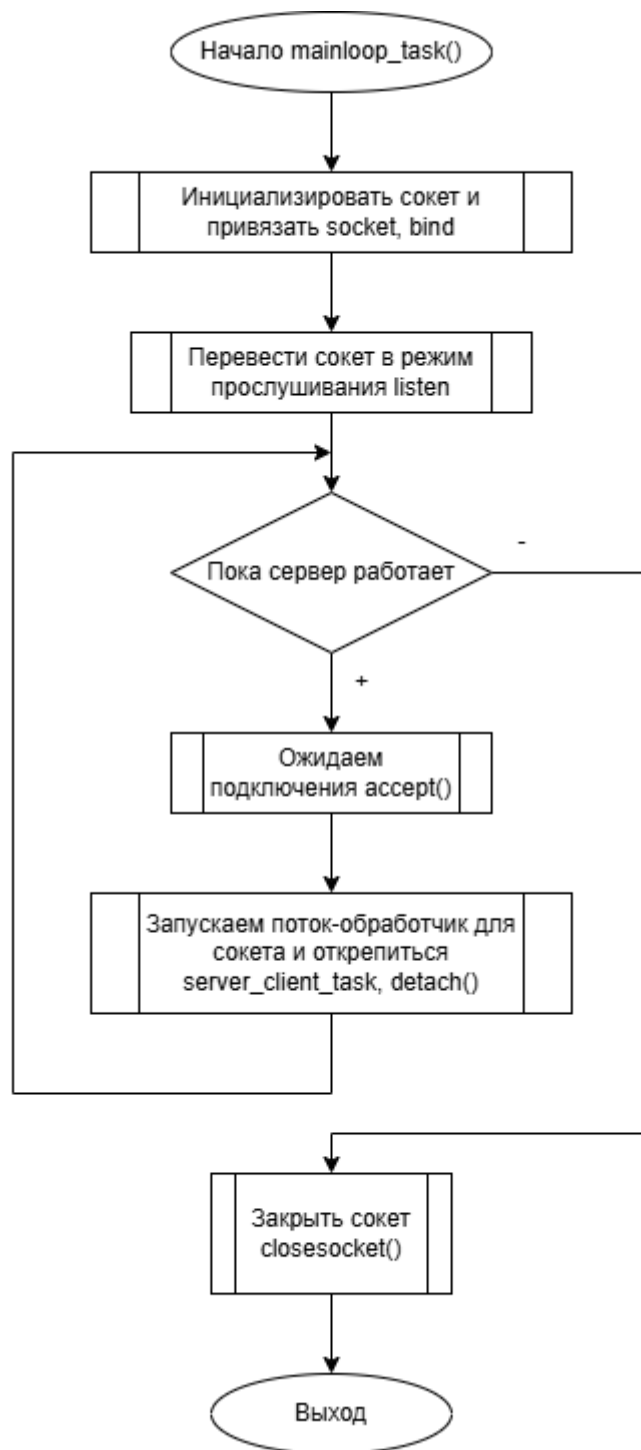 Начало mainloop_task()
Инициализировать сокет и
привязать socket, bind
Перевести сокет в режим
прослушивания listen
Пока сервер работает
-
+
Ожидаем
подключения accept()
Запускаем поток-обработчик для
сокета и открепиться
server_client_task, detach()
Закрыть сокет
closesocket()
Выход